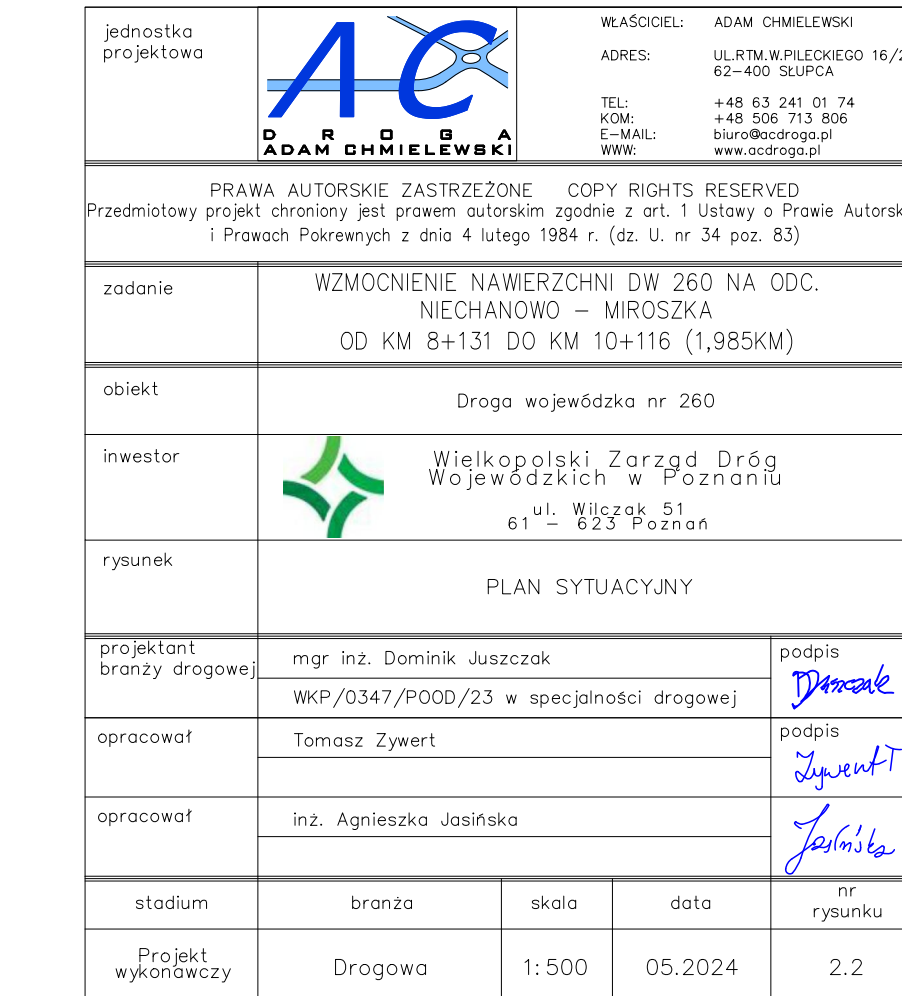 jednostka
projektowa
AC
D R O G A
ADAM CHMIELEWSKI
WŁAŚCICIEL: ADAM CHMIELEWSKI
ADRES: UL.RTM.W.PILECKIEGO 16/2
62-400 SŁUPCA
TEL: +48 63 241 01 74
KOM: +48 506 713 806
E-MAIL: biuro@acdroga.pl
WWW: www.acdroga.pl
PRAWA AUTORSKIE ZASTRZEŻONE COPY RIGHTS RESERVED
Przedmiotowy projekt chroniony jest prawem autorskim zgodnie z art. 1 Ustawy o Prawie Autorsk
i Prawach Pokrewnych z dnia 4 lutego 1984 r. (dz. U. nr 34 poz. 83)
zadanie
WZMOCNIENIE NAWIERZCHNI DW 260 NA ODC.
NIECHANOWO - MIROSZKA
OD KM 8+131 DO KM 10+116 (1,985KM)
obiekt
Droga wojewódzka nr 260
inwestor
Wielkopolski Zarząd Dróg
Wojewódzkich w Poznaniu
ul. Wilczak 51
61 - 623 Poznań
rysunek
PLAN SYTUACYJNY
projektant
branży drogowej
mgr inż. Dominik Juszczak
WKP/0347/POOD/23 w specjalności drogowej
podpis
opracował
Tomasz Zywert
podpis
Zywert T
opracował
inż. Agnieszka Jasińska
Jasińska
stadium branża skala data nr
rysunku
Projekt
wykonawczy
Drogowa 1:500 05.2024 2.2